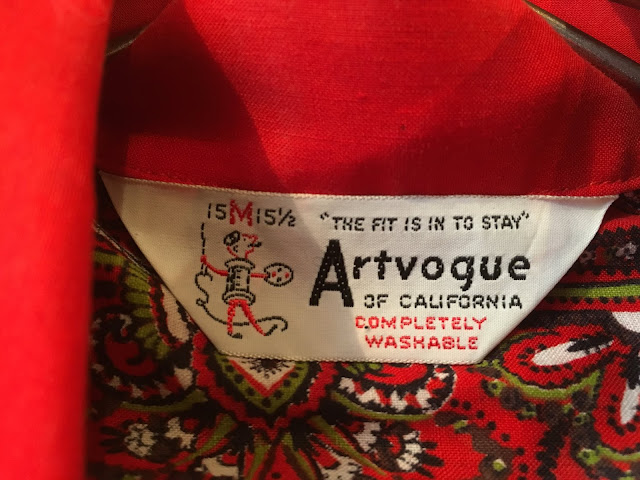 15 M 15½
"THE FIT IS IN TO STAY"
Artvogue
OF CALIFORNIA
COMPLETELY
WASHABLE